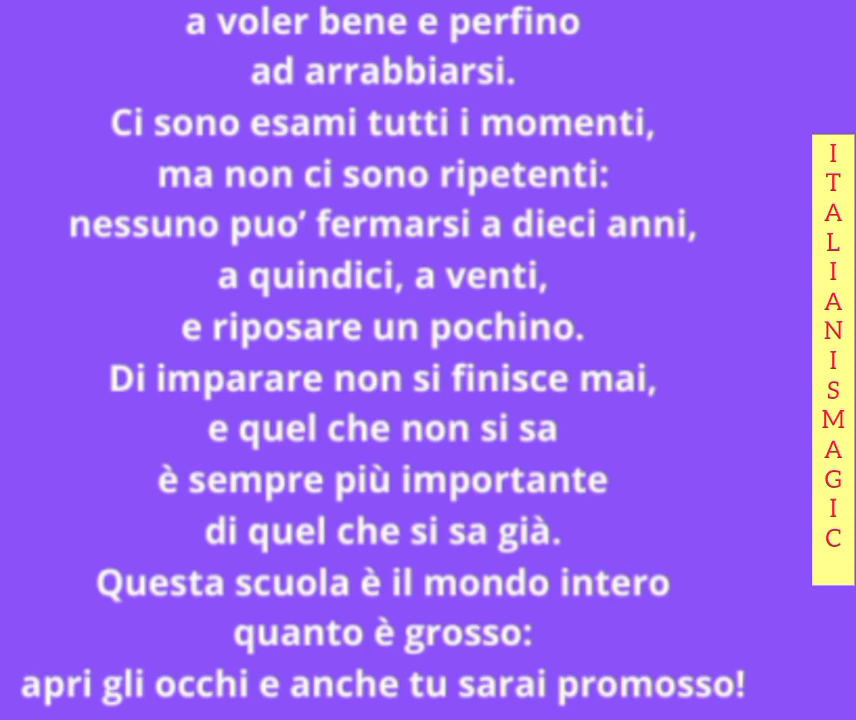 a voler bene e perfino
ad arrabbiarsi.
Ci sono esami tutti i momenti,
ma non ci sono ripetenti:
nessuno puo’ fermarsi a dieci anni,
a quindici, a venti,
e riposare un pochino.
Di imparare non si finisce mai,
e quel che non si sa
è sempre più importante
di quel che si sa già.
Questa scuola è il mondo intero
quanto è grosso:
apri gli occhi e anche tu sarai promosso!
ITALIANISMAGIC